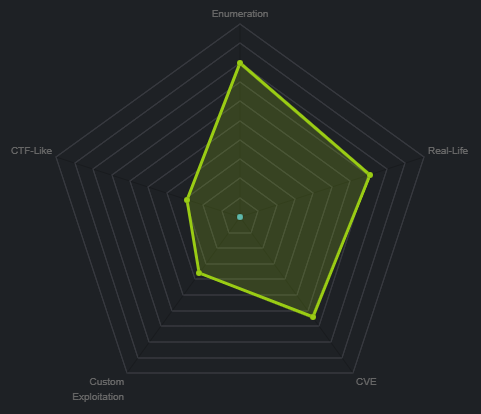 Enumeration
CTF-Like
Real-Life
Custom
Exploitation
CVE